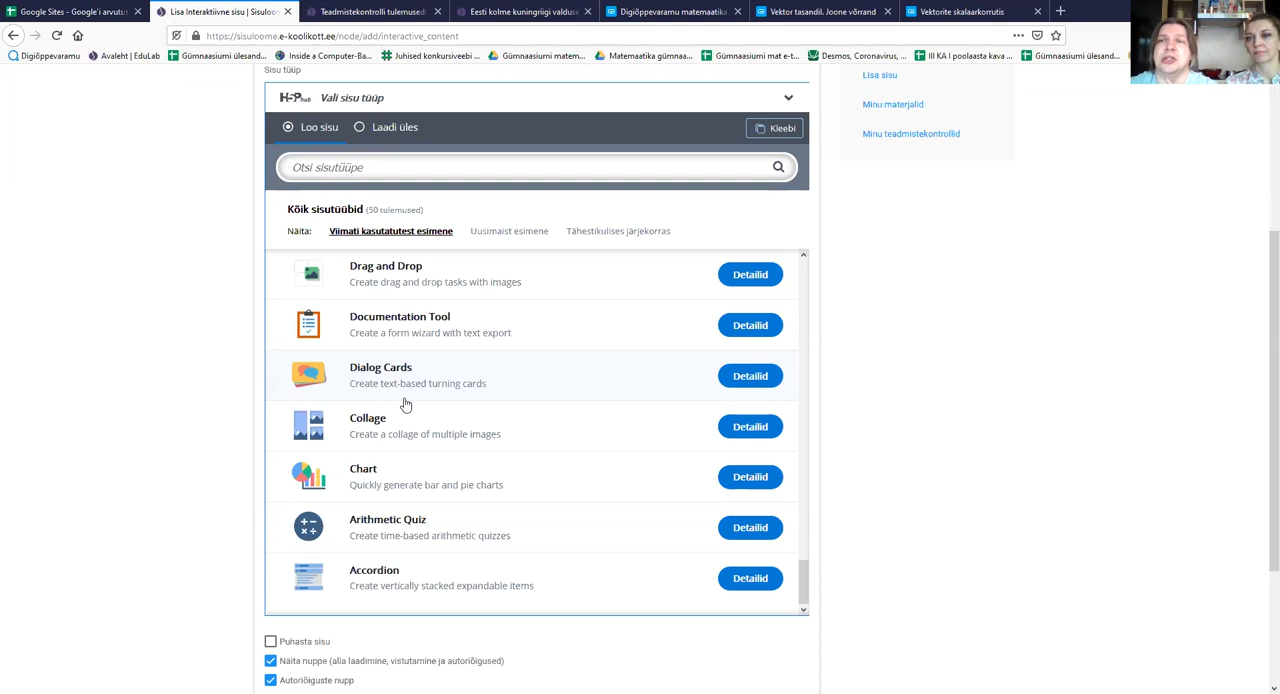 Google Sites - Google'i arvutus
Lisa Interaktiivne sisu | Sisuloon
Teadmistekontrolli tulemused
Eesti kolme kuningriigi valduse
Digiõppevaramu matemaatika
Vektor tasandil. Joone võrrand
Vektorite skalaarkorrutis
https://sisuloome.e-koolikott.ee/node/add/interactive_content
Digiõppevaramu
Avaleht | EduLab
Gümnaasiumi ülesand...
Inside a Computer-Ba...
Juhised konkursiveebi ...
Gümnaasiumi matem...
Matemaatika gümnaa...
Gümnaasiumi mat e-t...
Desmos, Coronavirus, ...
III KA I poolaasta kava ...
Gümnaasiumi ülesand...
Sisu tüüp
H5P hub Vali sisu tüüp
Loo sisu
Laadi üles
Kleebi
Otsi sisutüüpe
Kõik sisutüübid (50 tulemused)
Näita: Viimati kasutatutest esimene Uusimaist esimene Tähestikulises järjekorras
Drag and Drop
Create drag and drop tasks with images
Detailid
Documentation Tool
Create a form wizard with text export
Detailid
Dialog Cards
Create text-based turning cards
Detailid
Collage
Create a collage of multiple images
Detailid
Chart
Quickly generate bar and pie charts
Detailid
Arithmetic Quiz
Create time-based arithmetic quizzes
Detailid
Accordion
Create vertically stacked expandable items
Detailid
Puhasta sisu
Näita nuppe (alla laadimine, vistutamine ja autoriõigused)
Autoriõiguste nupp
Lisa sisu
Minu materjalid
Minu teadmistekontrollid